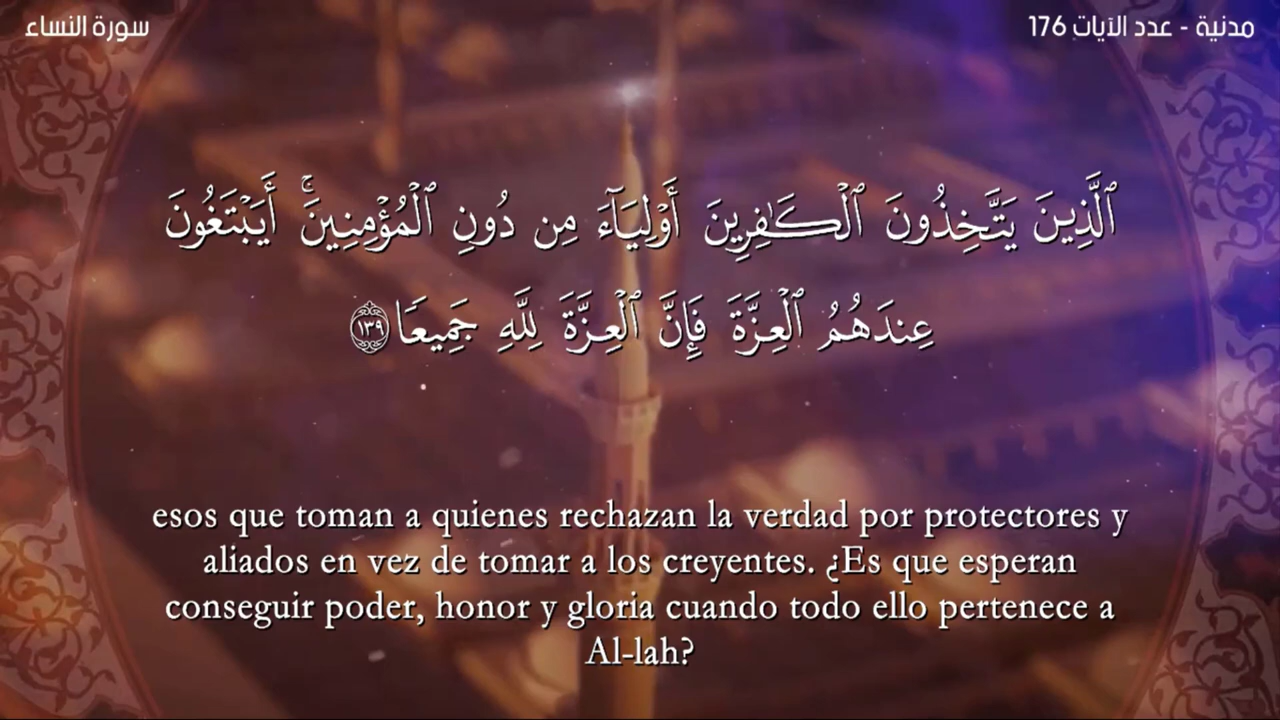 سورة النساء
مدنية - عدد الآيات 176
ٱلَّذِينَ يَتَّخِذُونَ ٱلْكَـٰفِرِينَ أَوْلِيَآءَ مِن دُونِ ٱلْمُؤْمِنِينَ ۚ أَيَبْتَغُونَ
عِندَهُمُ ٱلْعِزَّةَ فَإِنَّ ٱلْعِزَّةَ لِلَّهِ جَمِيعًا ١٣٩
esos que toman a quienes rechazan la verdad por protectores y
aliados en vez de tomar a los creyentes. ¿Es que esperan
conseguir poder, honor y gloria cuando todo ello pertenece a
Al-lah?